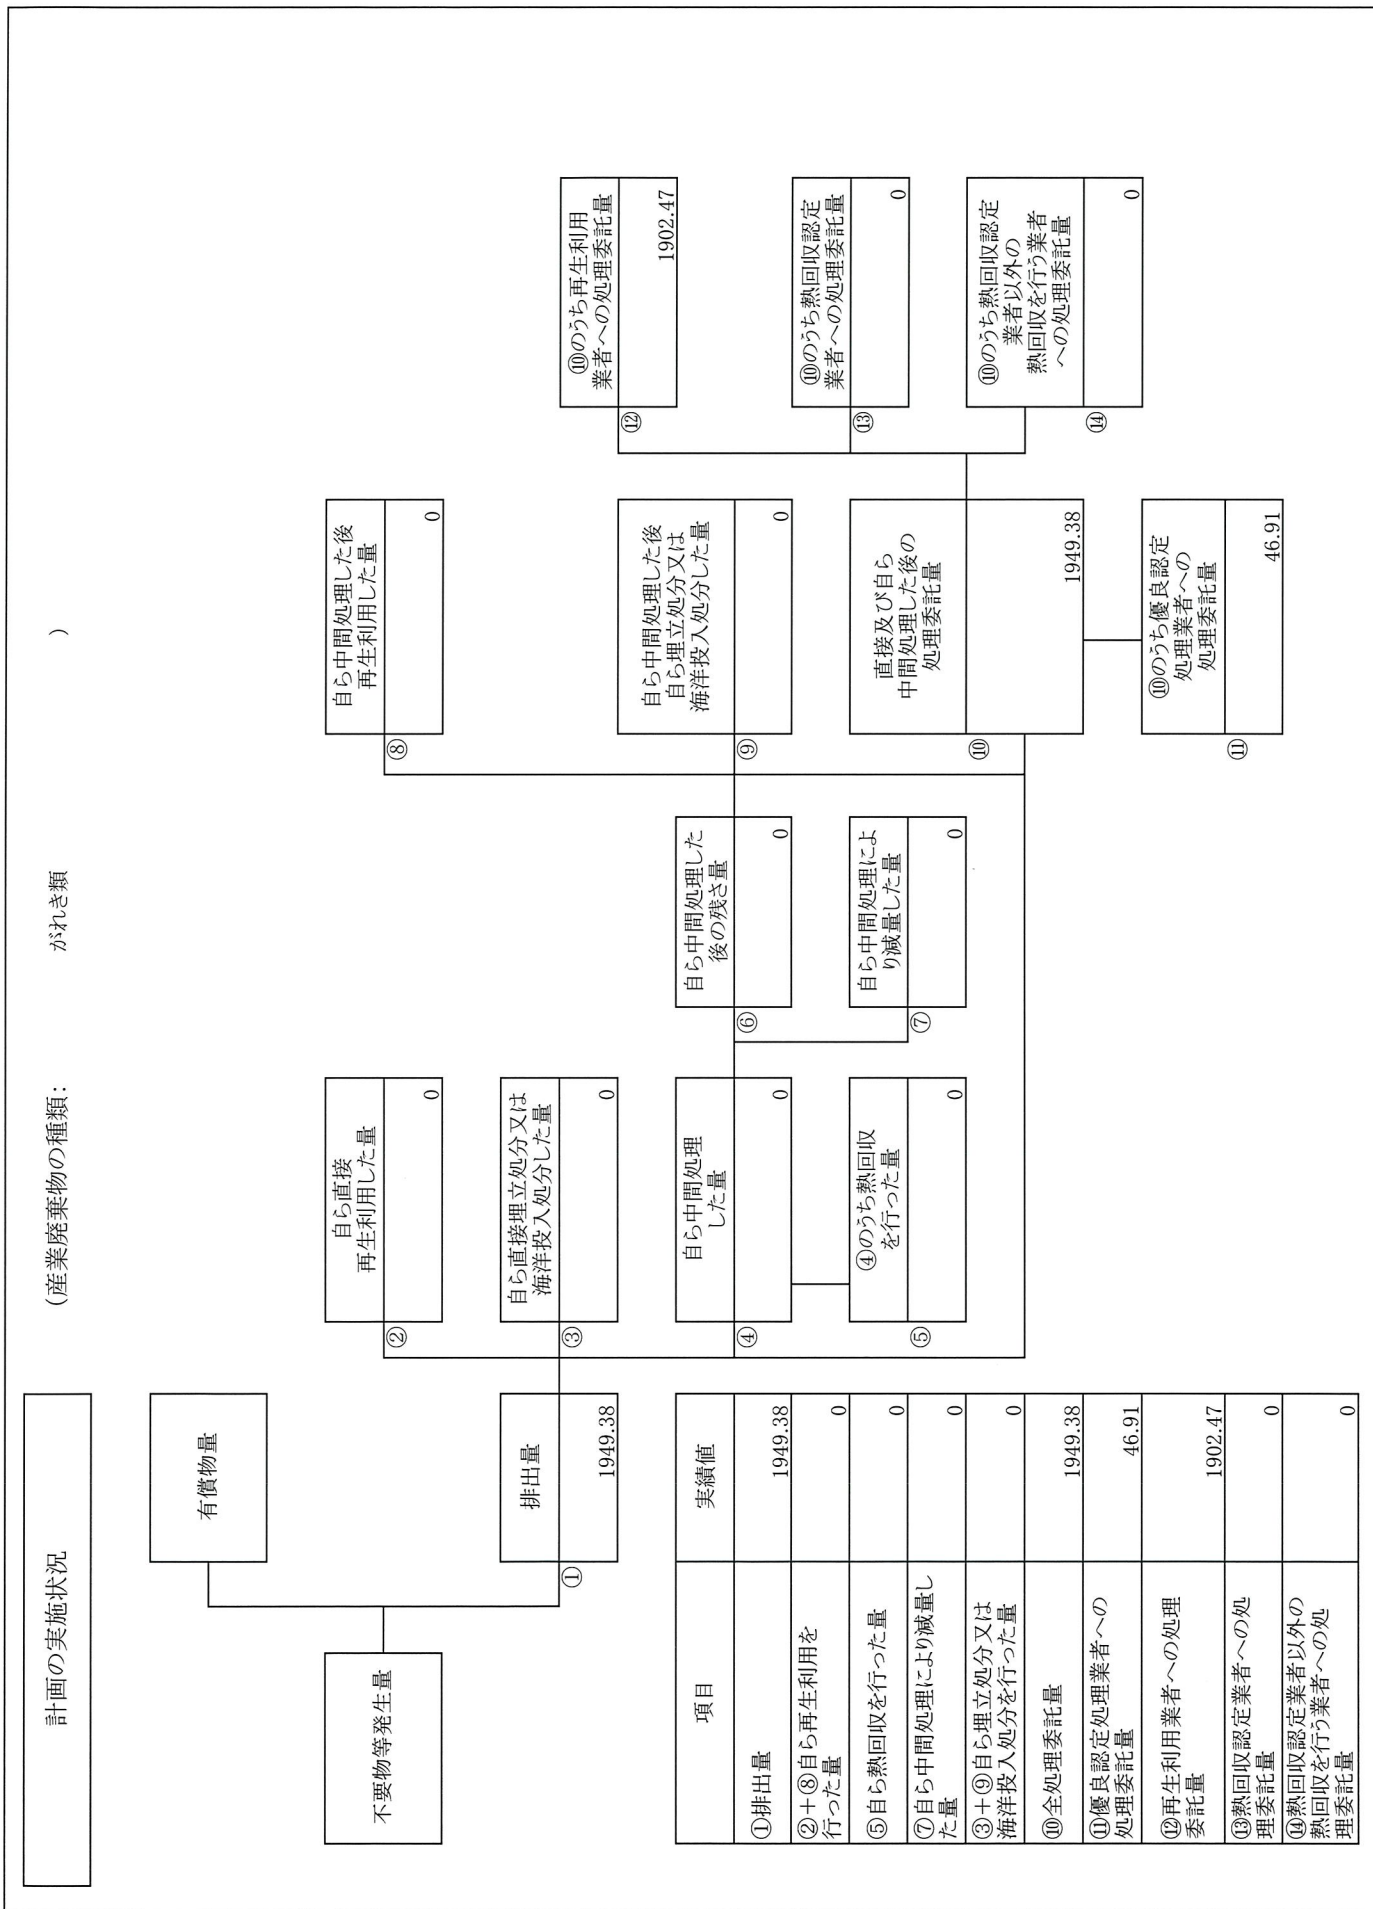 計画の実施状況
(産業廃棄物の種類: がれき類 )
不要物等発生量
有償物量
①
排出量
1949.38
②
自ら直接
再生利用した量
0
③
自ら直接埋立処分又は
海洋投入処分した量
0
④
自ら中間処理
した量
0
⑤
④のうち熱回収
を行った量
0
⑥
自ら中間処理した
後の残さ量
0
⑦
自ら中間処理によ
り減量した量
0
⑧
自ら中間処理した後
再生利用した量
0
⑨
自ら中間処理した後
自ら埋立処分又は
海洋投入処分した量
0
⑩
直接及び自ら
中間処理した後の
処理委託量
1949.38
⑪
⑩のうち優良認定
処理業者への
処理委託量
46.91
⑫
⑩のうち再生利用
業者への処理委託量
1902.47
⑬
⑩のうち熱回収認定
業者への処理委託量
0
⑭
⑩のうち熱回収認定
業者以外の
熱回収を行う業者
への処理委託量
0
項目 実績値
①排出量 1949.38
②+⑧自ら再生利用を
行った量 0
⑤自ら熱回収を行った量 0
⑦自ら中間処理により減量し
た量 0
③+⑨自ら埋立処分又は
海洋投入処分を行った量 0
⑩全処理委託量 1949.38
⑪優良認定処理業者への
処理委託量 46.91
⑫再生利用業者への処理
委託量 1902.47
⑬熱回収認定業者への処
理委託量 0
⑭熱回収認定業者以外の
熱回収を行う業者への処
理委託量 0